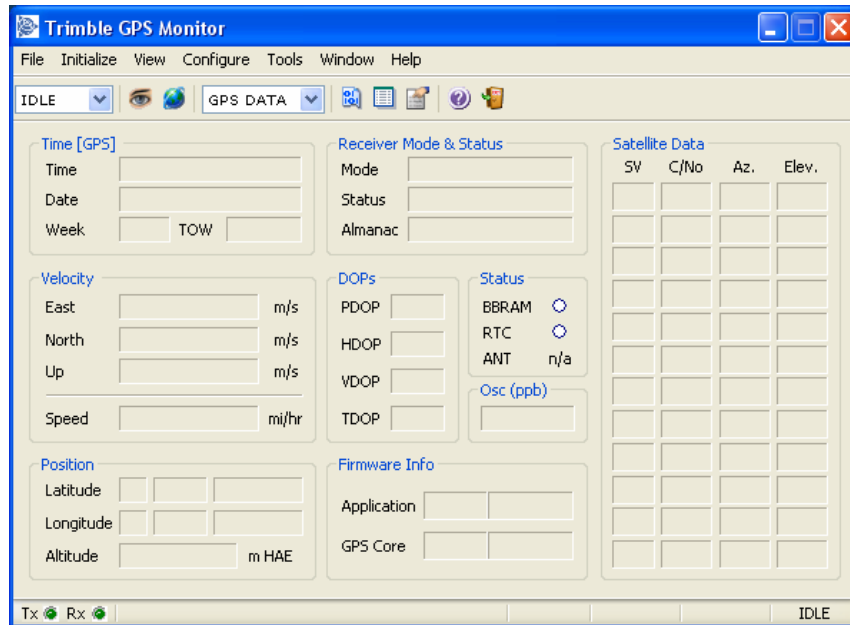 Trimble GPS Monitor
File Initialize View Configure Tools Window Help
IDLE GPS DATA
Time [GPS]
Time
Date
Week TOW
Receiver Mode & Status
Mode
Status
Almanac
Satellite Data
SV C/No Az. Elev.
Velocity
East m/s
North m/s
Up m/s
Speed mi/hr
DOPs
PDOP
HDOP
VDOP
TDOP
Status
BBRAM
RTC
ANT n/a
Osc (ppb)
Position
Latitude
Longitude
Altitude m HAE
Firmware Info
Application
GPS Core
Tx Rx IDLE